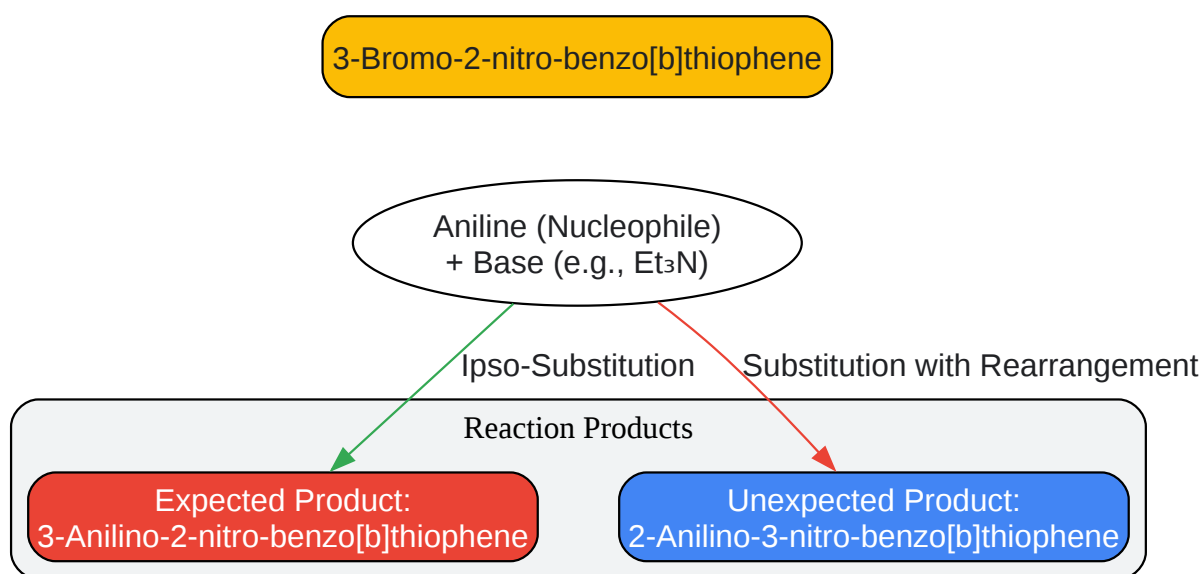 3-Bromo-2-nitro-benzo[b]thiophene
Aniline (Nucleophile)
+ Base (e.g., Et₃N)
Ipso-Substitution
Substitution with Rearrangement
Reaction Products
Expected Product:
3-Anilino-2-nitro-benzo[b]thiophene
Unexpected Product:
2-Anilino-3-nitro-benzo[b]thiophene